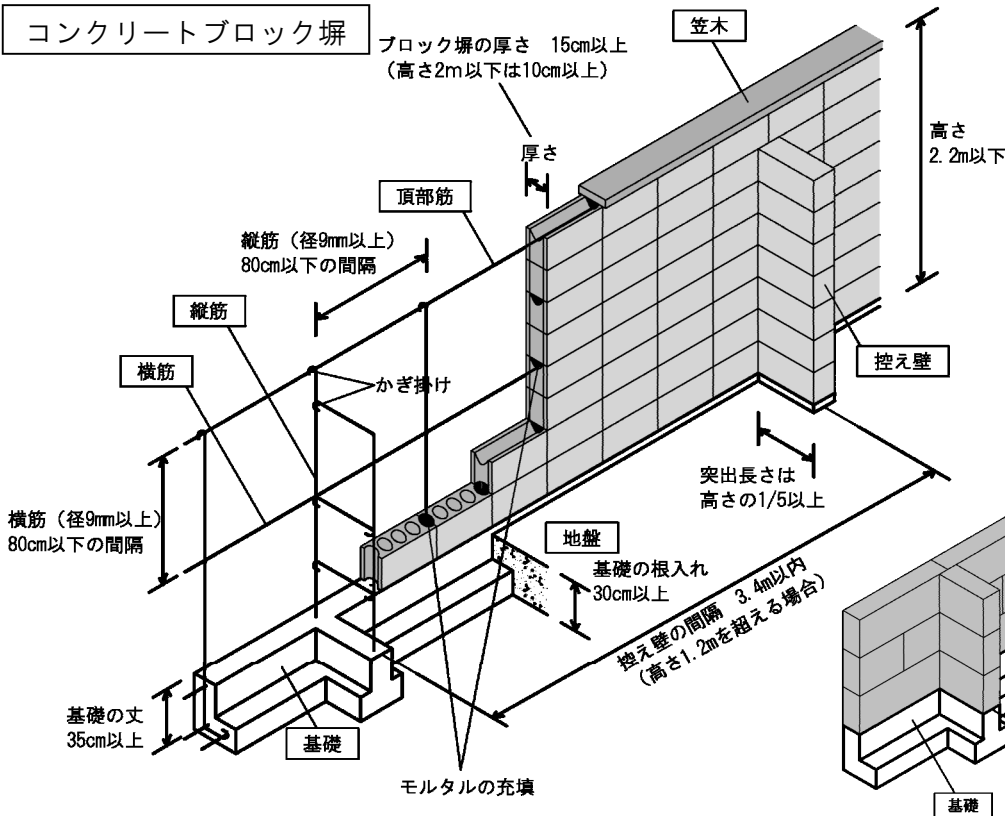 コンクリートブロック塀
ブロック塀の厚さ 15cm以上
(高さ2m以下は10cm以上)
笠木
高さ
2.2m以下
厚さ
頂部筋
縦筋(径9mm以上)
80cm以下の間隔
縦筋
横筋
かぎ掛け
控え壁
突出長さは
高さの1/5以上
横筋(径9mm以上)
80cm以下の間隔
地盤
基礎の根入れ
30cm以上
控え壁の間隔 3.4m以内
(高さ1.2mを超える場合)
基礎の丈
35cm以上
基礎
モルタルの充填
基礎